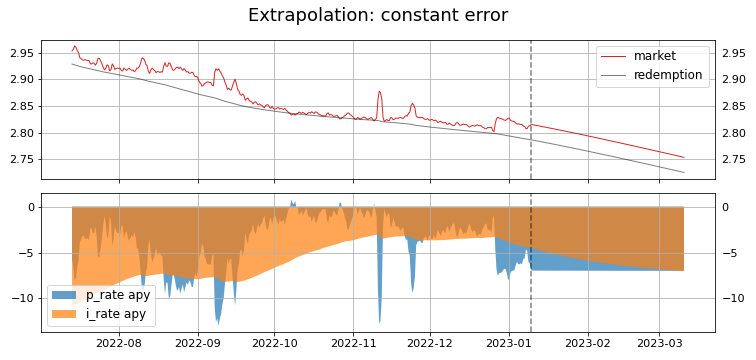 Extrapolation: constant error
2.95 2.95
2.90 2.90
2.85 2.85
2.80 2.80
2.75 2.75
market
redemption
0 0
−5 −5
−10 −10
p_rate apy
i_rate apy
2022-08 2022-09 2022-10 2022-11 2022-12 2023-01 2023-02 2023-03